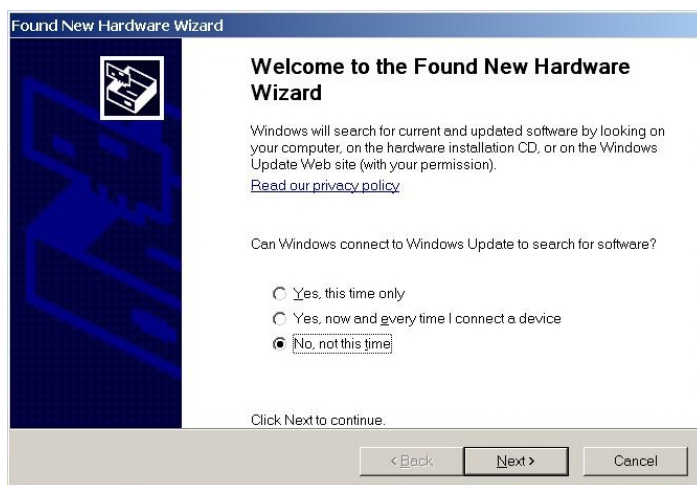 Found New Hardware Wizard
Welcome to the Found New Hardware
Wizard
Windows will search for current and updated software by looking on
your computer, on the hardware installation CD, or on the Windows
Update Web site (with your permission).
Read our privacy policy
Can Windows connect to Windows Update to search for software?
Yes, this time only
Yes, now and every time I connect a device
No, not this time
Click Next to continue.
< Back
Next >
Cancel